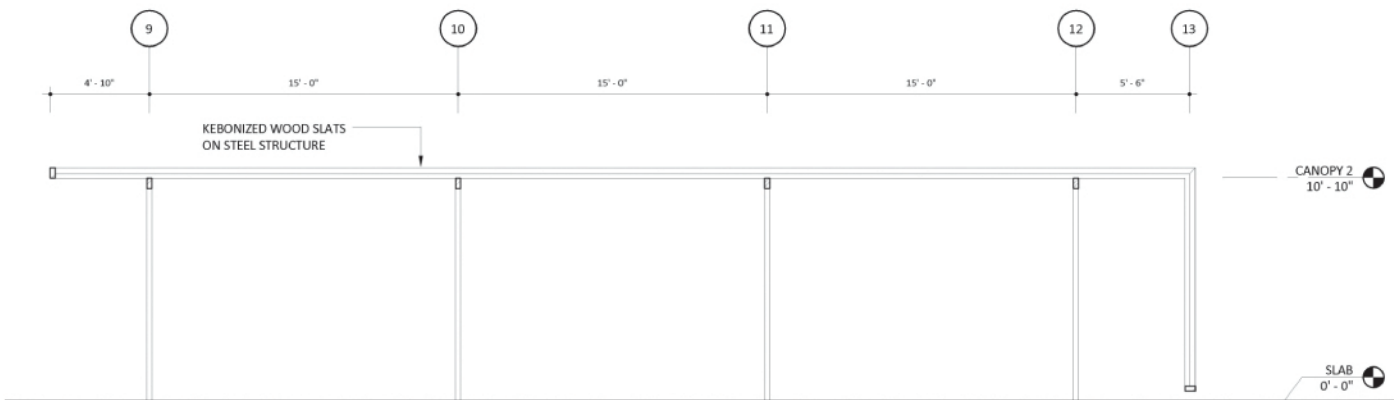 9
10
11
12
13
4' - 10"
15' - 0"
15' - 0"
15' - 0"
5' - 6"
KEBONIZED WOOD SLATS
ON STEEL STRUCTURE
CANOPY 2
10' - 10"
SLAB
0' - 0"